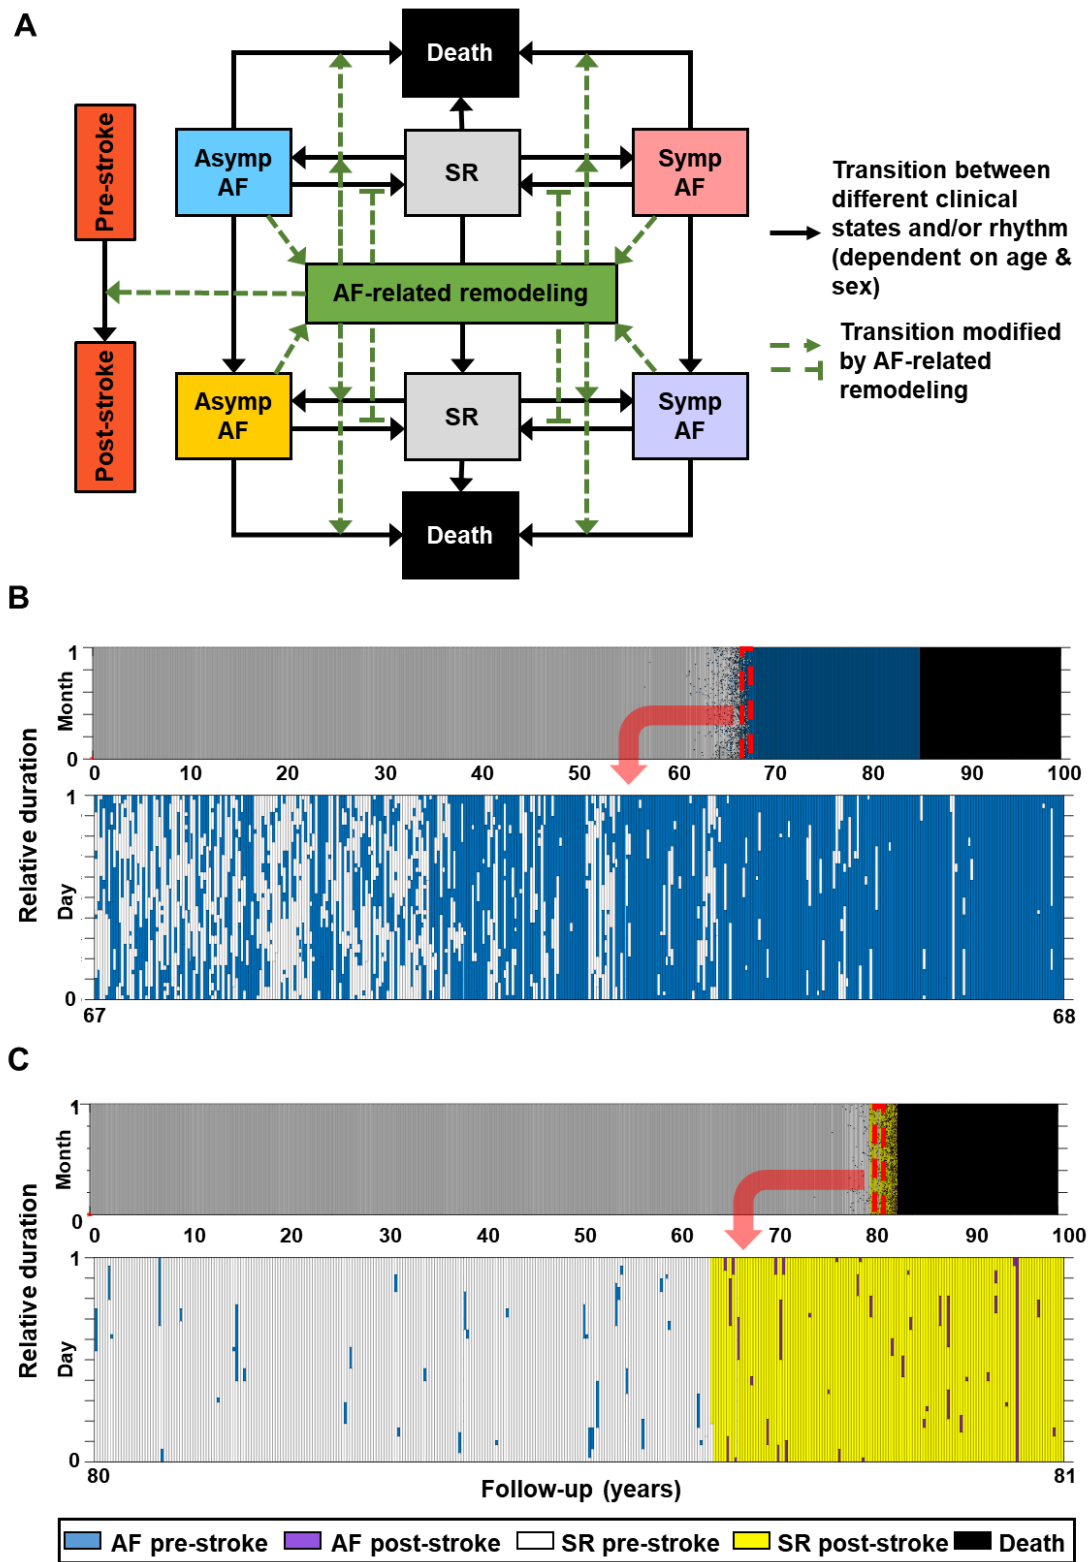 A
Death
Pre-stroke
Asymp
AF
SR
Symp
AF
Transition between
different clinical
states and/or rhythm
(dependent on age &
sex)
AF-related remodeling
Transition modified
by AF-related
remodeling
Post-stroke
Asymp
AF
SR
Symp
AF
Death
B
Relative duration
Month
1
0
0 10 20 30 40 50 60 70 80 90 100
Day
1
0
67 68
C
Relative duration
Month
1
0
0 10 20 30 40 50 60 70 80 90 100
Day
1
0
80 81
Follow-up (years)
AF pre-stroke AF post-stroke SR pre-stroke SR post-stroke Death